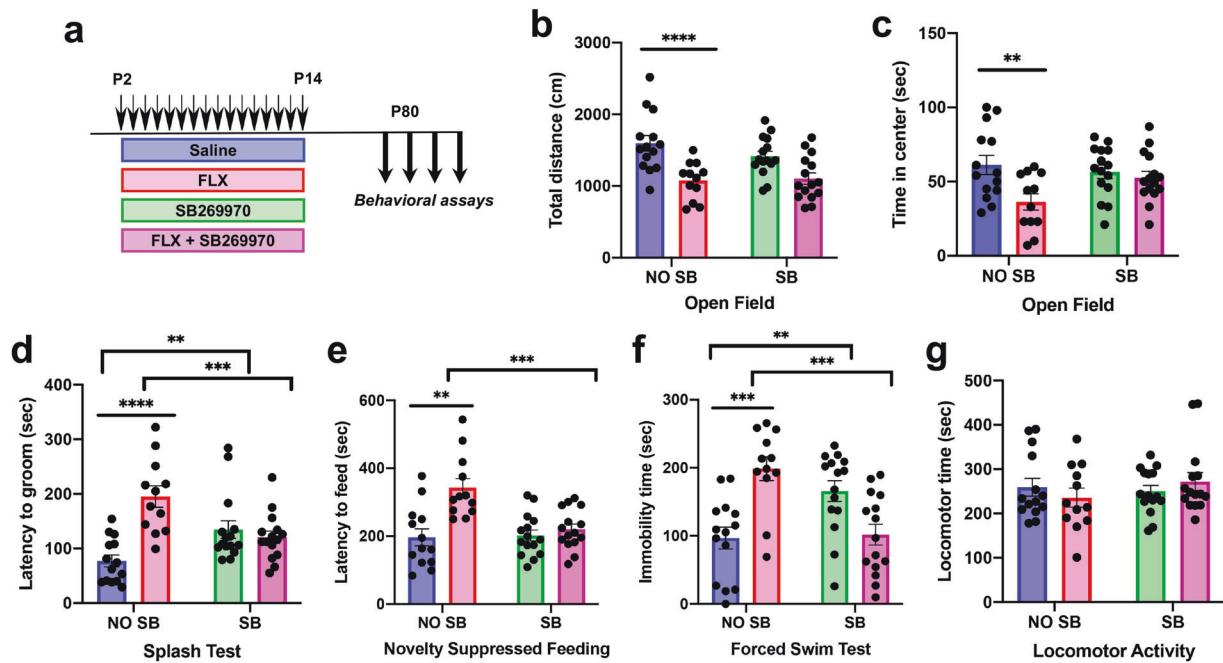 a
P2
P14
P80
Saline
FLX
SB269970
FLX + SB269970
Behavioral assays
b
****
3000
2000
1000
0
Total distance (cm)
NO SB
SB
Open Field
c
**
150
100
50
0
Time in center (sec)
NO SB
SB
Open Field
d
**
***
****
400
300
200
100
0
Latency to groom (sec)
NO SB
SB
Splash Test
e
***
**
600
400
200
0
Latency to feed (sec)
NO SB
SB
Novelty Suppressed Feeding
f
**
***
***
300
200
100
0
Immobility time (sec)
NO SB
SB
Forced Swim Test
g
500
400
300
200
100
0
Locomotor time (sec)
NO SB
SB
Locomotor Activity